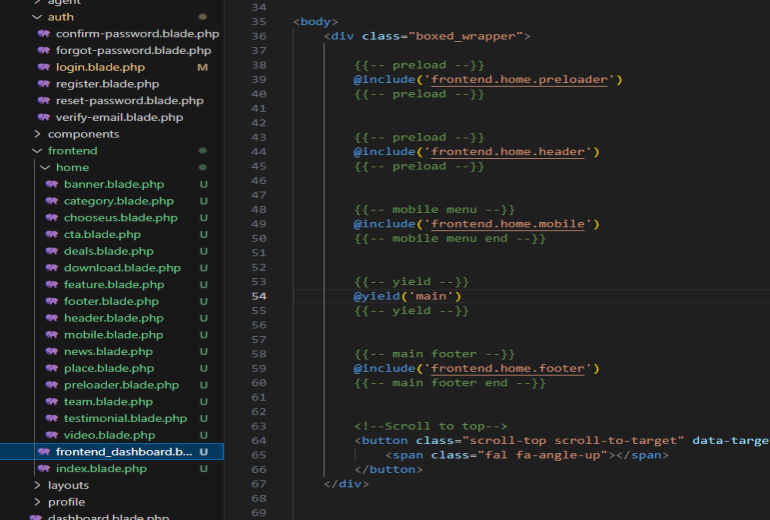 agent
auth
confirm-password.blade.php
forgot-password.blade.php
login.blade.php M
register.blade.php
reset-password.blade.php
verify-email.blade.php
components
frontend
home
banner.blade.php U
category.blade.php U
chooseus.blade.php U
cta.blade.php U
deals.blade.php U
download.blade.php U
feature.blade.php U
footer.blade.php U
header.blade.php U
mobile.blade.php U
news.blade.php U
place.blade.php U
preloader.blade.php U
team.blade.php U
testimonial.blade.php U
video.blade.php U
frontend_dashboard.b... U
index.blade.php U
layouts
profile
dashboard.blade.php
34
35 <body>
36 <div class="boxed_wrapper">
37
38 {{-- preload --}}
39 @include('frontend.home.preloader')
40 {{-- preload --}}
41
42
43 {{-- preload --}}
44 @include('frontend.home.header')
45 {{-- preload --}}
46
47
48 {{-- mobile menu --}}
49 @include('frontend.home.mobile')
50 {{-- mobile menu end --}}
51
52
53 {{-- yield --}}
54 @yield('main')
55 {{-- yield --}}
56
57
58 {{-- main footer --}}
59 @include('frontend.home.footer')
60 {{-- main footer end --}}
61
62
63 <!--Scroll to top-->
64 <button class="scroll-top scroll-to-target" data-targe
65 <span class="fal fa-angle-up"></span>
66 </button>
67 </div>
68
69